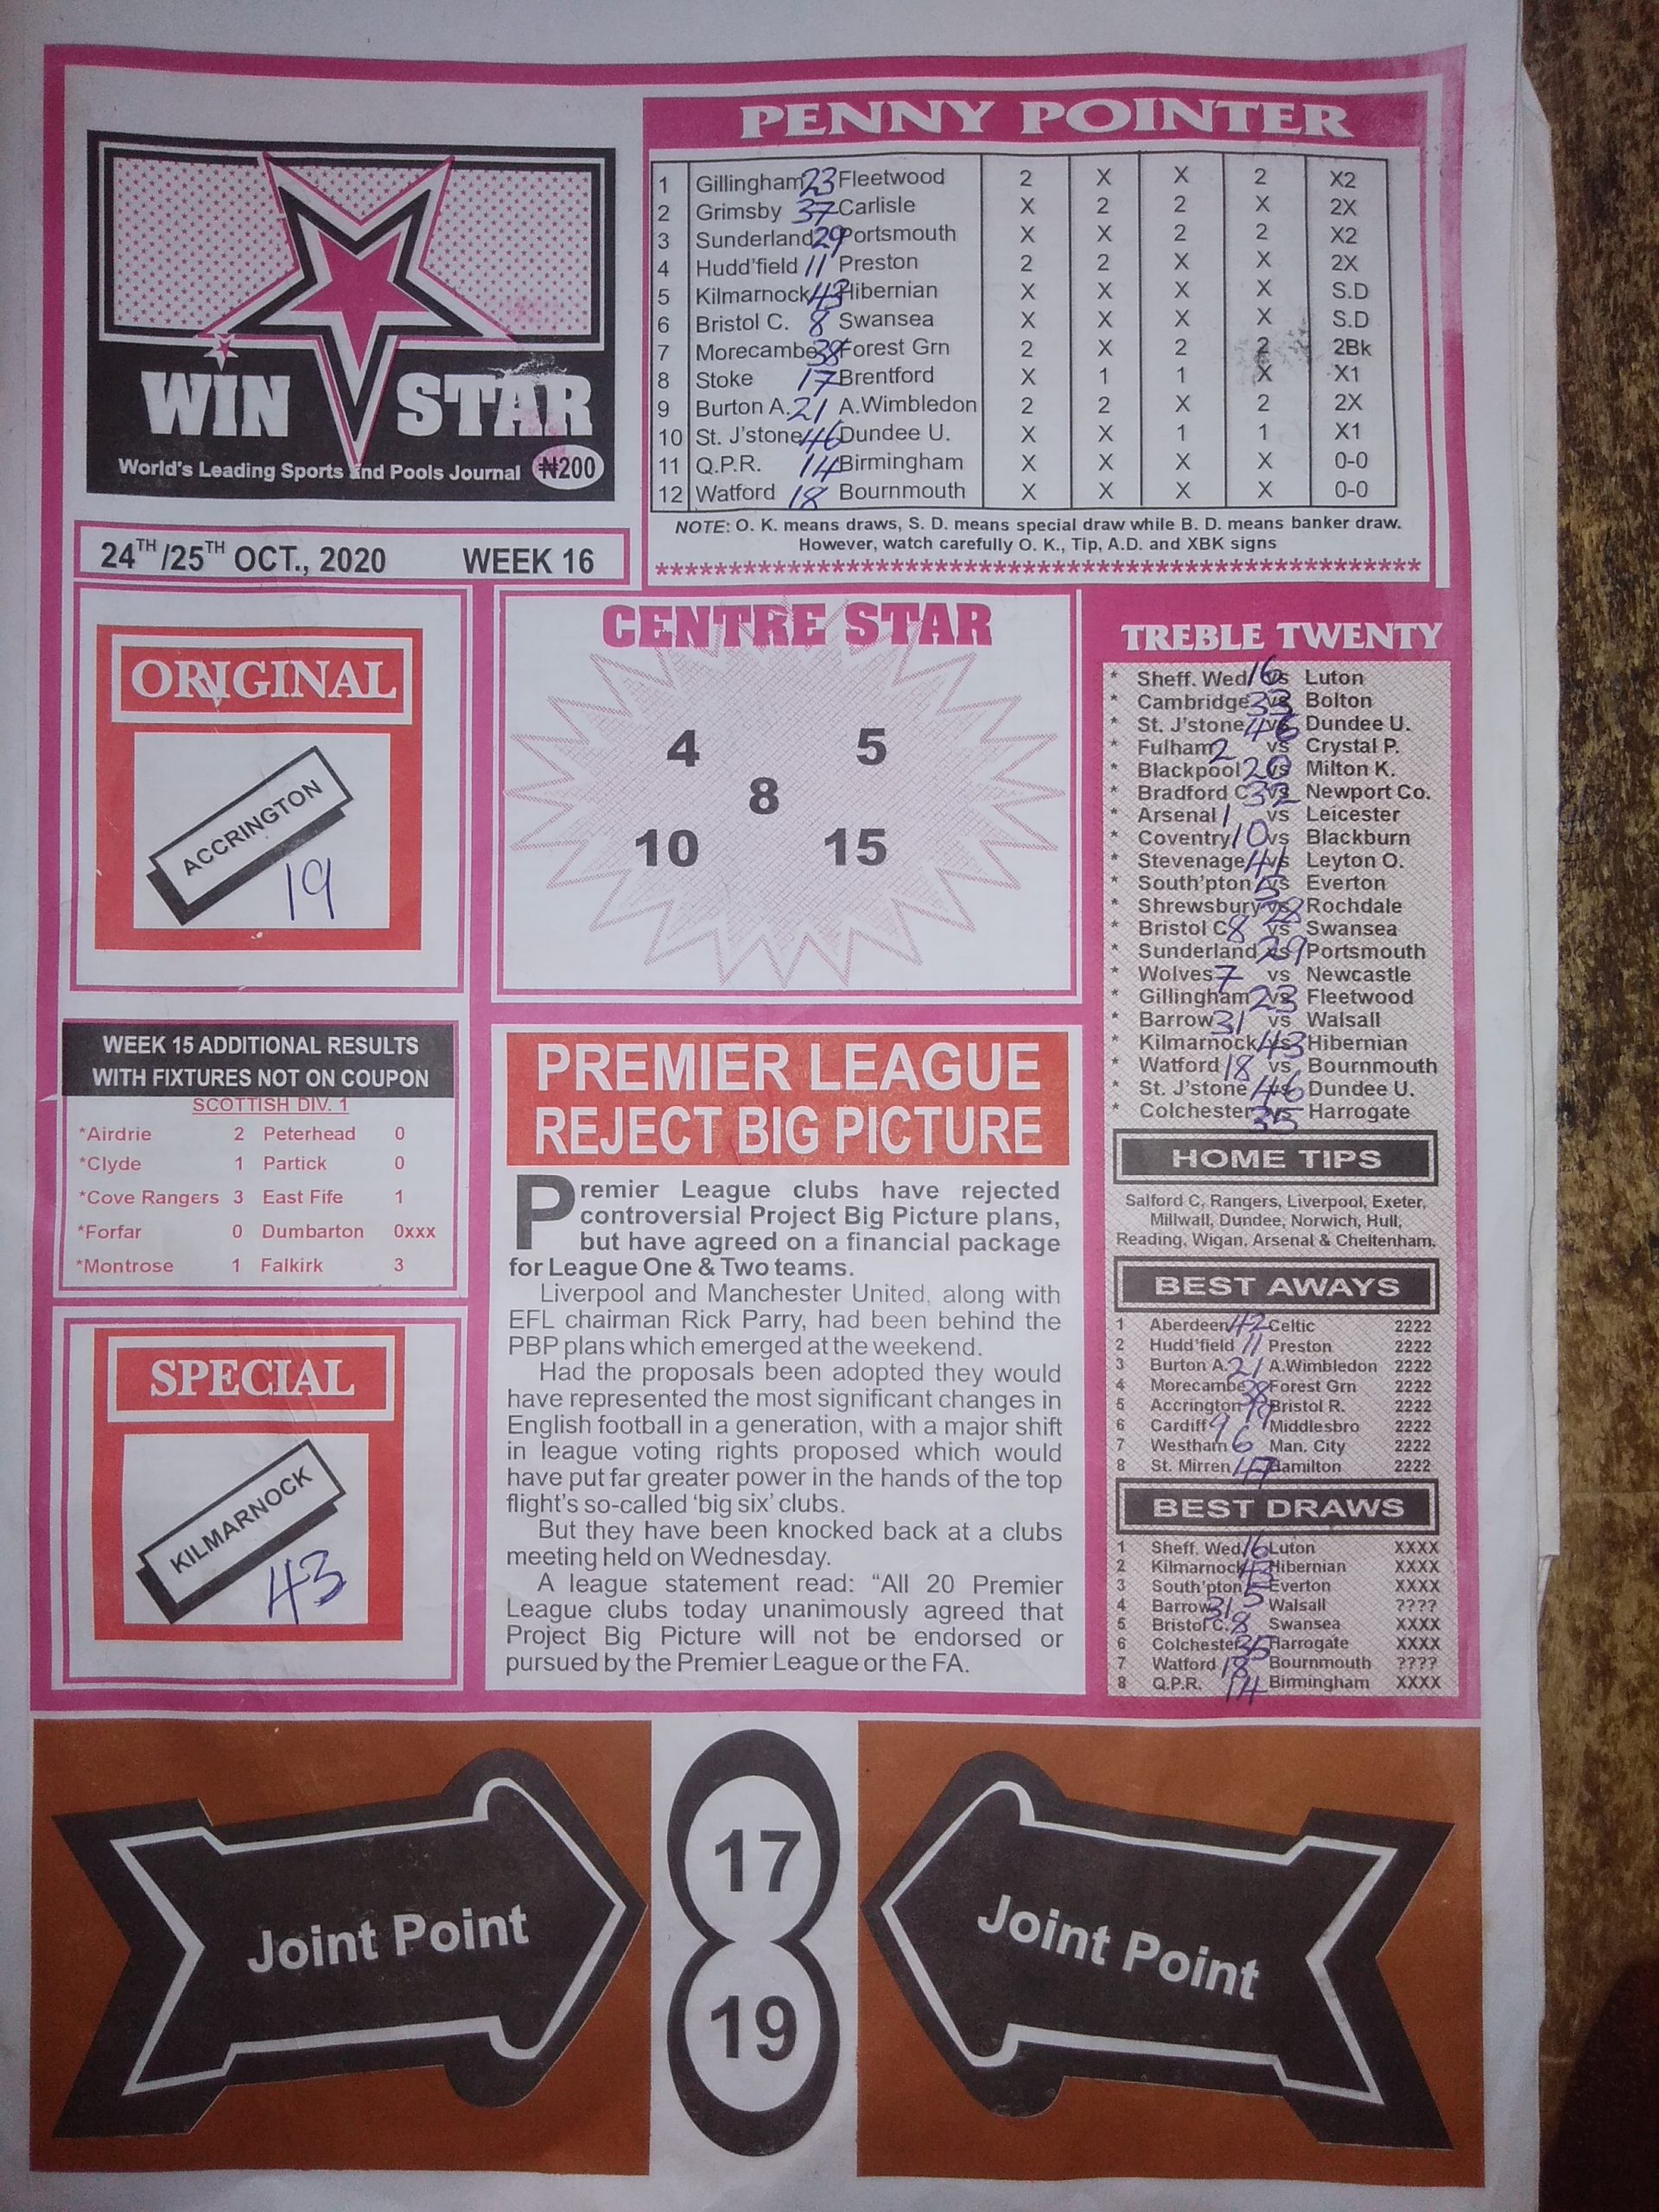 WIN STAR
World's Leading Sports and Pools Journal ₦200
24TH /25TH OCT., 2020 WEEK 16
PENNY POINTER
1 Gillingham 23 Fleetwood 2 X X 2 X2
2 Grimsby 37 Carlisle X 2 2 X 2X
3 Sunderland 29 Portsmouth X X 2 2 X2
4 Hudd'field 11 Preston 2 2 X X 2X
5 Kilmarnock 43 Hibernian X X X X S.D
6 Bristol C. 8 Swansea X X X X S.D
7 Morecambe 38 Forest Grn 2 X 2 2 2Bk
8 Stoke 17 Brentford X 1 1 X X1
9 Burton A. 21 A.Wimbledon 2 2 X 2 2X
10 St. J'stone 46 Dundee U. X X 1 1 X1
11 Q.P.R. 14 Birmingham X X X X 0-0
12 Watford 18 Bournmouth X X X X 0-0
NOTE: O. K. means draws, S. D. means special draw while B. D. means banker draw.
However, watch carefully O. K., Tip, A.D. and XBK signs
****************************************************
ORIGINAL
ACCRINGTON
19
CENTRE STAR
4 5
8
10 15
TREBLE TWENTY
* Sheff. Wed 16 vs Luton
* Cambridge 33 vs Bolton
* St. J'stone 46 vs Dundee U.
* Fulham 2 vs Crystal P.
* Blackpool 20 vs Milton K.
* Bradford C. 32 vs Newport Co.
* Arsenal 1 vs Leicester
* Coventry 10 vs Blackburn
* Stevenage 41 vs Leyton O.
* South'pton 5 vs Everton
* Shrewsbury 28 vs Rochdale
* Bristol C 8 vs Swansea
* Sunderland 29 vs Portsmouth
* Wolves 7 vs Newcastle
* Gillingham 23 vs Fleetwood
* Barrow 31 vs Walsall
* Kilmarnock 43 vs Hibernian
* Watford 18 vs Bournmouth
* St. J'stone 46 vs Dundee U.
* Colchester 35 vs Harrogate
WEEK 15 ADDITIONAL RESULTS
WITH FIXTURES NOT ON COUPON
SCOTTISH DIV. 1
*Airdrie 2 Peterhead 0
*Clyde 1 Partick 0
*Cove Rangers 3 East Fife 1
*Forfar 0 Dumbarton 0xxx
*Montrose 1 Falkirk 3
SPECIAL
KILMARNOCK
43
PREMIER LEAGUE
REJECT BIG PICTURE
Premier League clubs have rejected
controversial Project Big Picture plans,
but have agreed on a financial package
for League One & Two teams.
Liverpool and Manchester United, along with
EFL chairman Rick Parry, had been behind the
PBP plans which emerged at the weekend.
Had the proposals been adopted they would
have represented the most significant changes in
English football in a generation, with a major shift
in league voting rights proposed which would
have put far greater power in the hands of the top
flight's so-called 'big six' clubs.
But they have been knocked back at a clubs
meeting held on Wednesday.
A league statement read: “All 20 Premier
League clubs today unanimously agreed that
Project Big Picture will not be endorsed or
pursued by the Premier League or the FA.
HOME TIPS
Salford C, Rangers, Liverpool, Exeter,
Millwall, Dundee, Norwich, Hull,
Reading, Wigan, Arsenal & Cheltenham.
BEST AWAYS
1 Aberdeen 42 Celtic 2222
2 Hudd'field 11 Preston 2222
3 Burton A. 21 A.Wimbledon 2222
4 Morecambe 38 Forest Grn 2222
5 Accrington 19 Bristol R. 2222
6 Cardiff 9 Middlesbro 2222
7 Westham 6 Man. City 2222
8 St. Mirren 47 Hamilton 2222
BEST DRAWS
1 Sheff. Wed. 16 Luton XXXX
2 Kilmarnock 43 Hibernian XXXX
3 South'pton 5 Everton XXXX
4 Barrow 31 Walsall ????
5 Bristol C. 8 Swansea XXXX
6 Colchester 35 Harrogate XXXX
7 Watford 18 Bournmouth ????
8 Q.P.R. 14 Birmingham XXXX
Joint Point
17
19
Joint Point